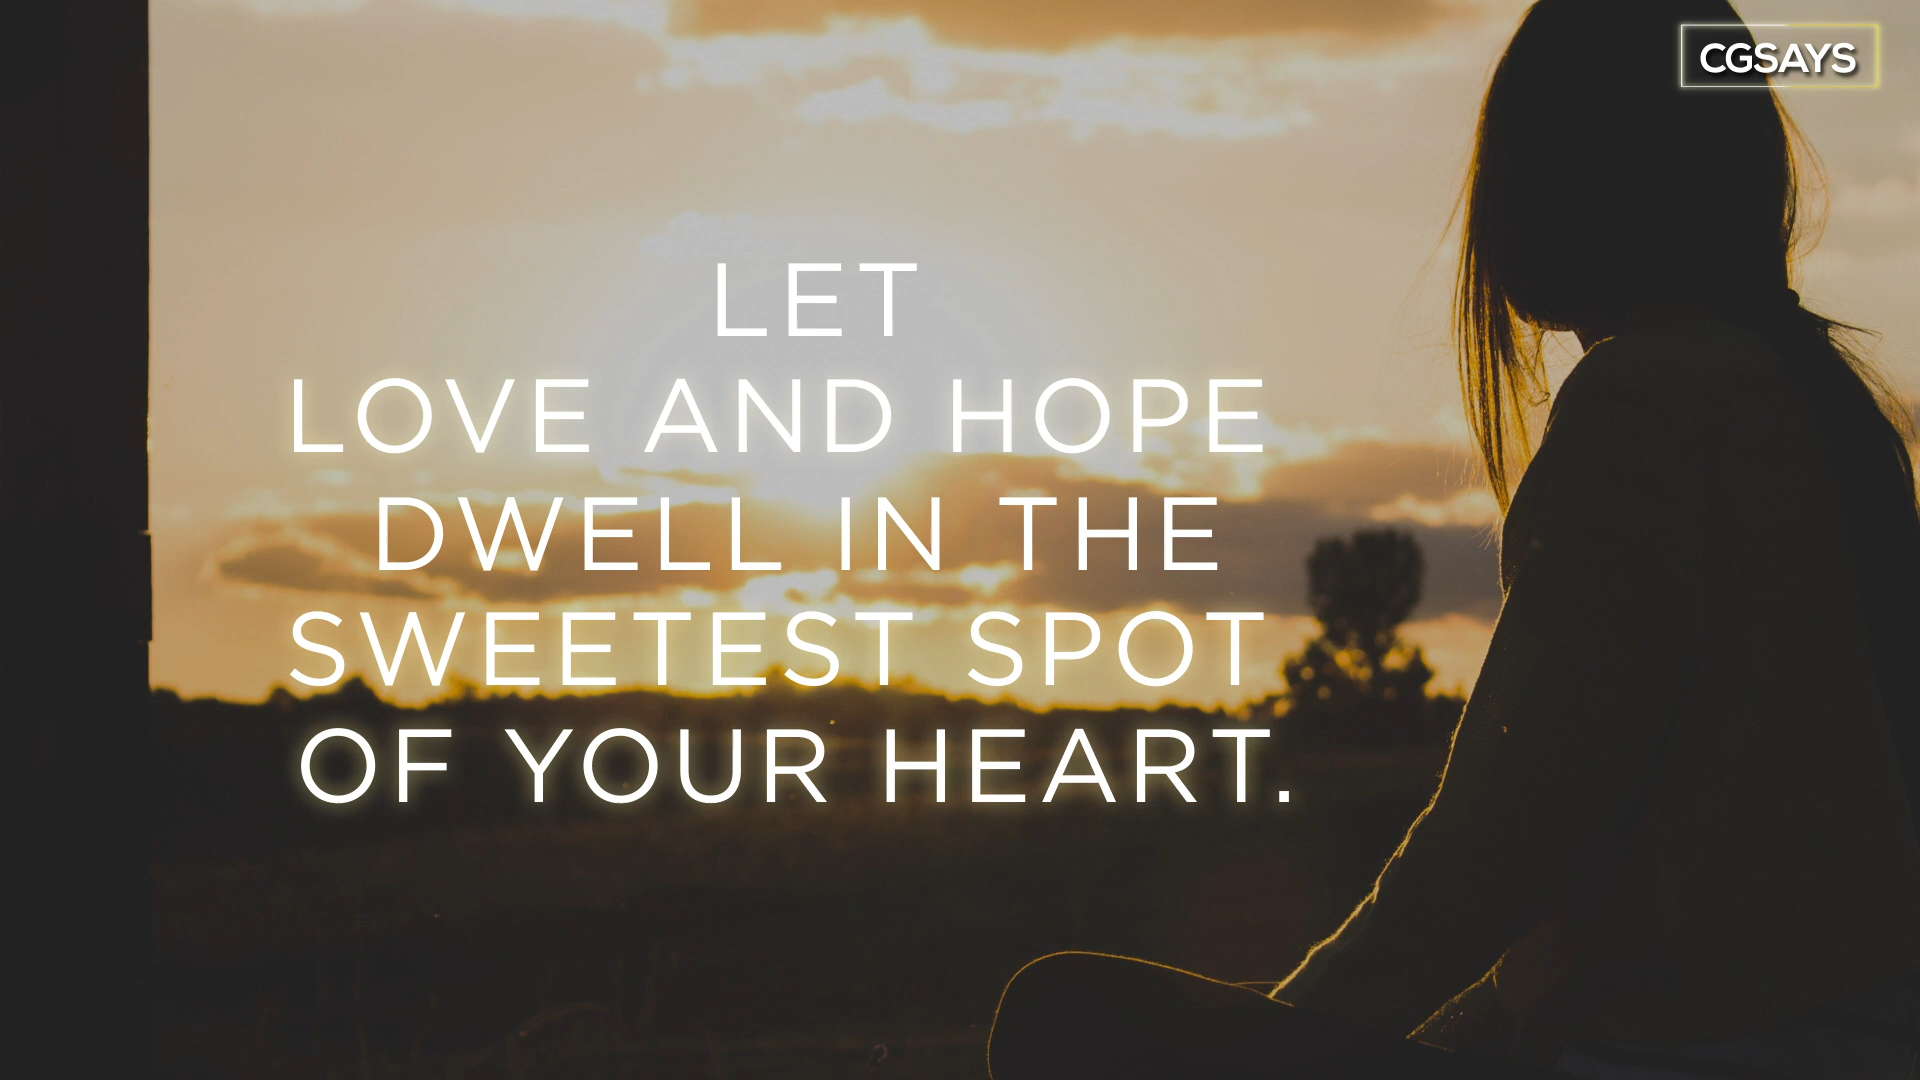 CGSAYS
LET
LOVE AND HOPE
DWELL IN THE
SWEETEST SPOT
OF YOUR HEART.